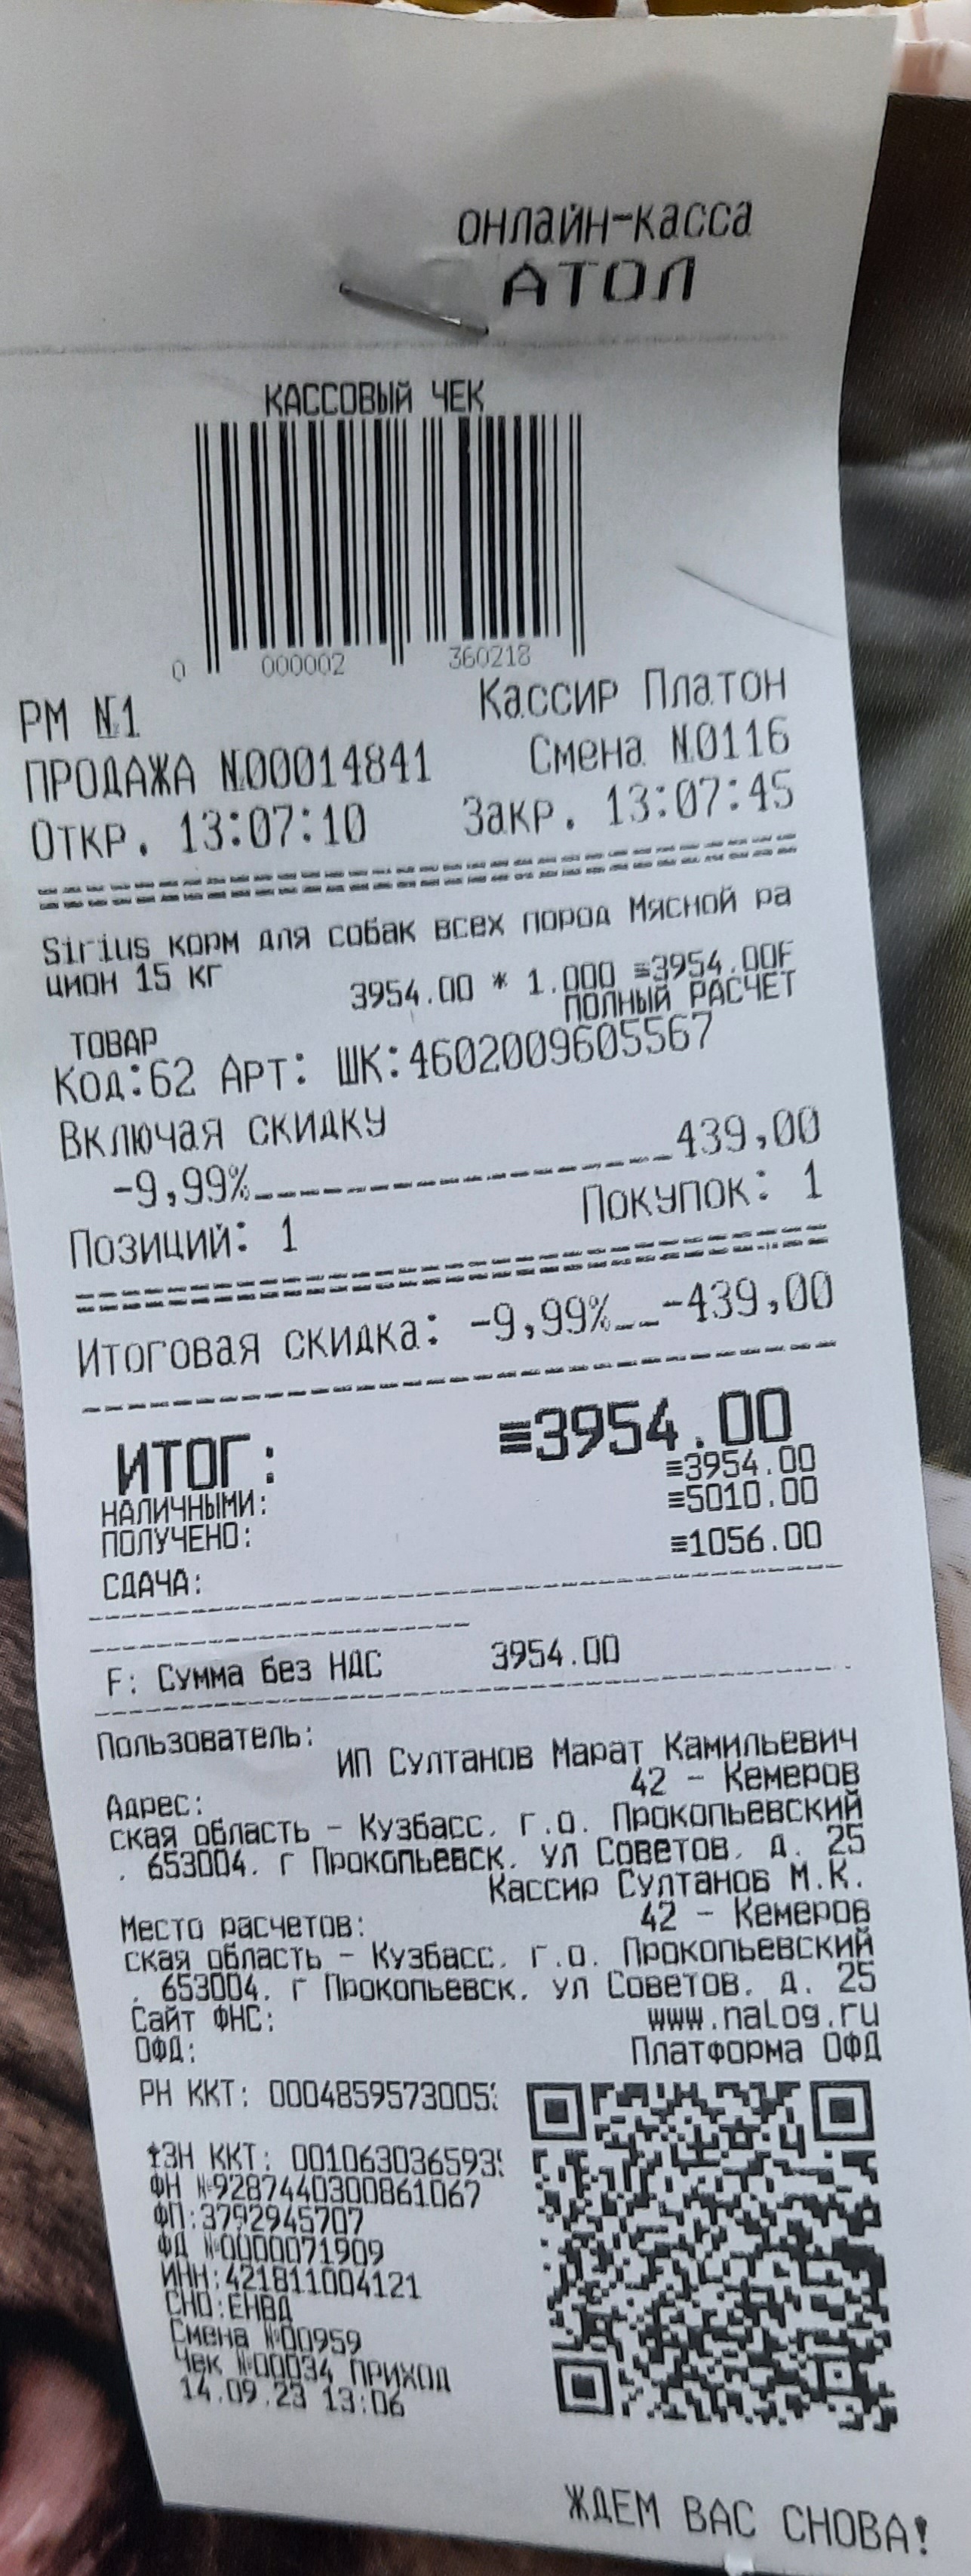 онлайн-касса
АТОЛ
КАССОВЫЙ ЧЕК
0 000002 360218
РМ №1 Кассир Платон
ПРОДАЖА №00014841 Смена №0116
Откр. 13:07:10 Закр. 13:07:45
Sirius корм для собак всех пород Мясной ра
цион 15 кг
3954.00 * 1.000 ≡3954.00F
ТОВАР ПОЛНЫЙ РАСЧЕТ
Код:62 Арт: ШК:4602009605567
Включая скидку
-9,99% 439,00
Позиций: 1 Покупок: 1
Итоговая скидка: -9,99%__-439,00
ИТОГ: ≡3954.00
НАЛИЧНЫМИ: ≡3954.00
ПОЛУЧЕНО: ≡5010.00
СДАЧА: ≡1056.00
F: Сумма без НДС 3954.00
Пользователь:
ИП Султанов Марат Камильевич
Адрес: 42 - Кемеров
ская область - Кузбасс, г.о. Прокопьевский
, 653004, г Прокопьевск, ул Советов, д. 25
Кассир Султанов М.К.
Место расчетов: 42 - Кемеров
ская область - Кузбасс, г.о. Прокопьевский
, 653004, г Прокопьевск, ул Советов, д. 25
Сайт ФНС: www.nalog.ru
ОФД: Платформа ОФД
РН ККТ: 0004859573005
ЗН ККТ: 001063036593
ФН №9287440300861067
ФП:3792945707
ФД №0000071909
ИНН:421811004121
СНО:ЕНВД
Смена №00959
Чек №00034 ПРИХОД
14.09.23 13:06
ЖДЕМ ВАС СНОВА!